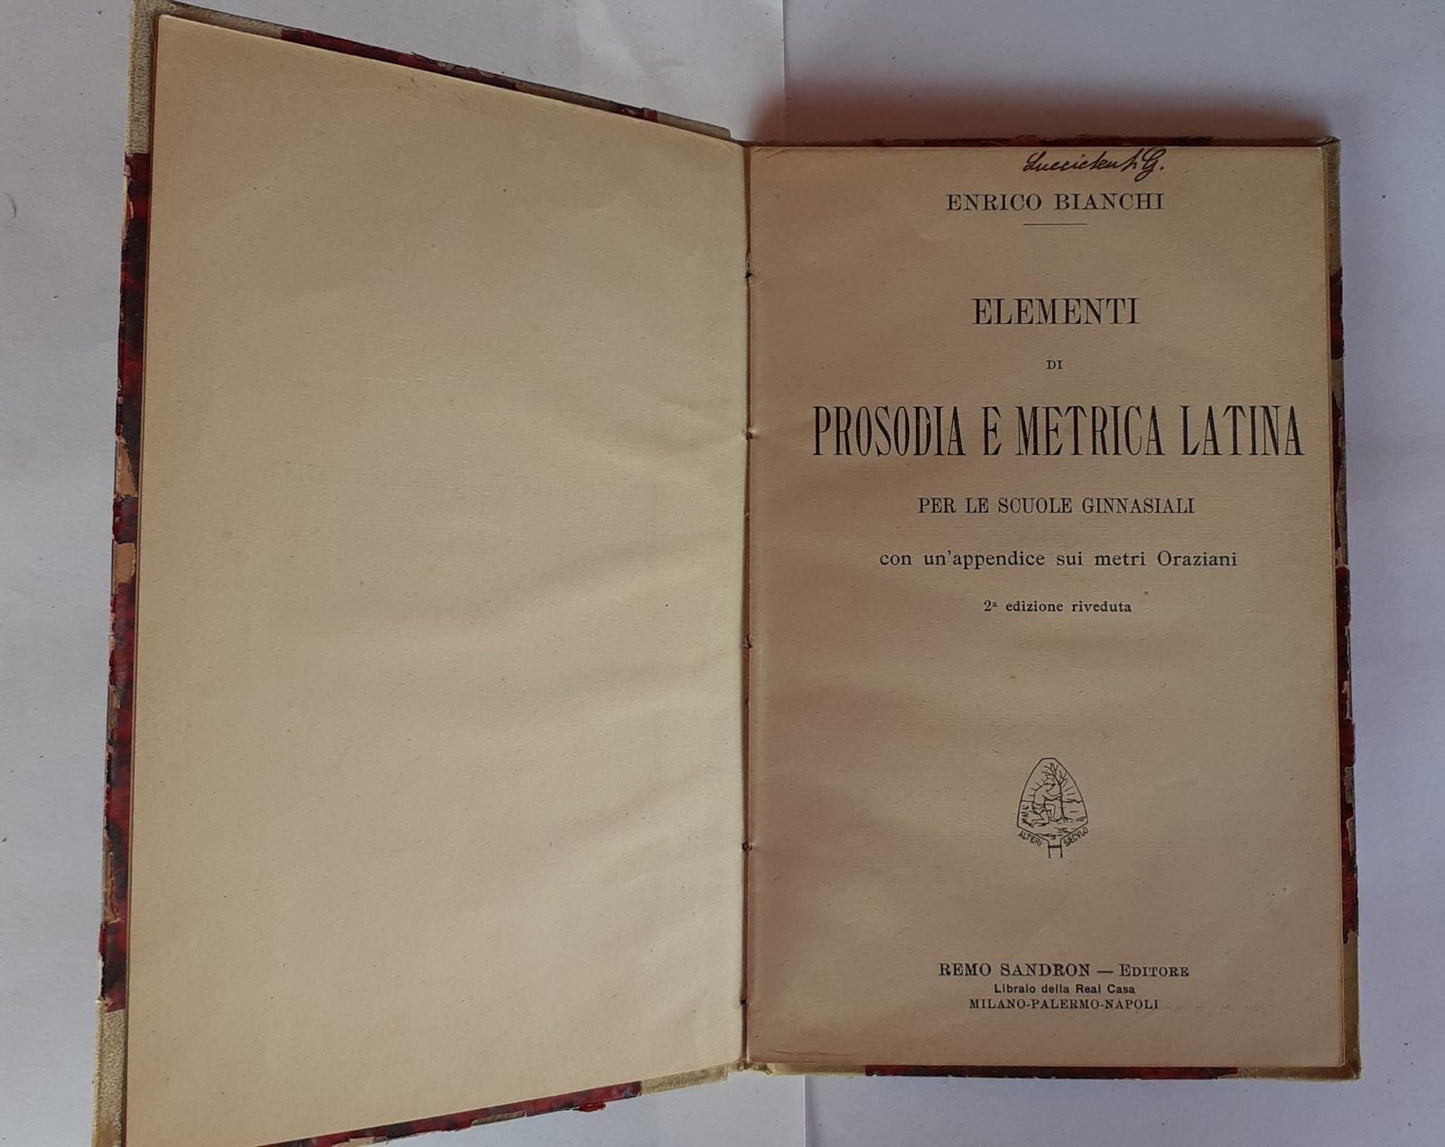 G.
ENRICO BIANCHI
ELEMENTI
DI
PROSODIA E METRICA LATINA
PER LE SCUOLE GINNASIALI
con un'appendice sui metri Oraziani
2ª edizione riveduta
ALTERI SÆCVLO
REMO SANDRON — EDITORE
Libraio della Real Casa
MILANO-PALERMO-NAPOLI